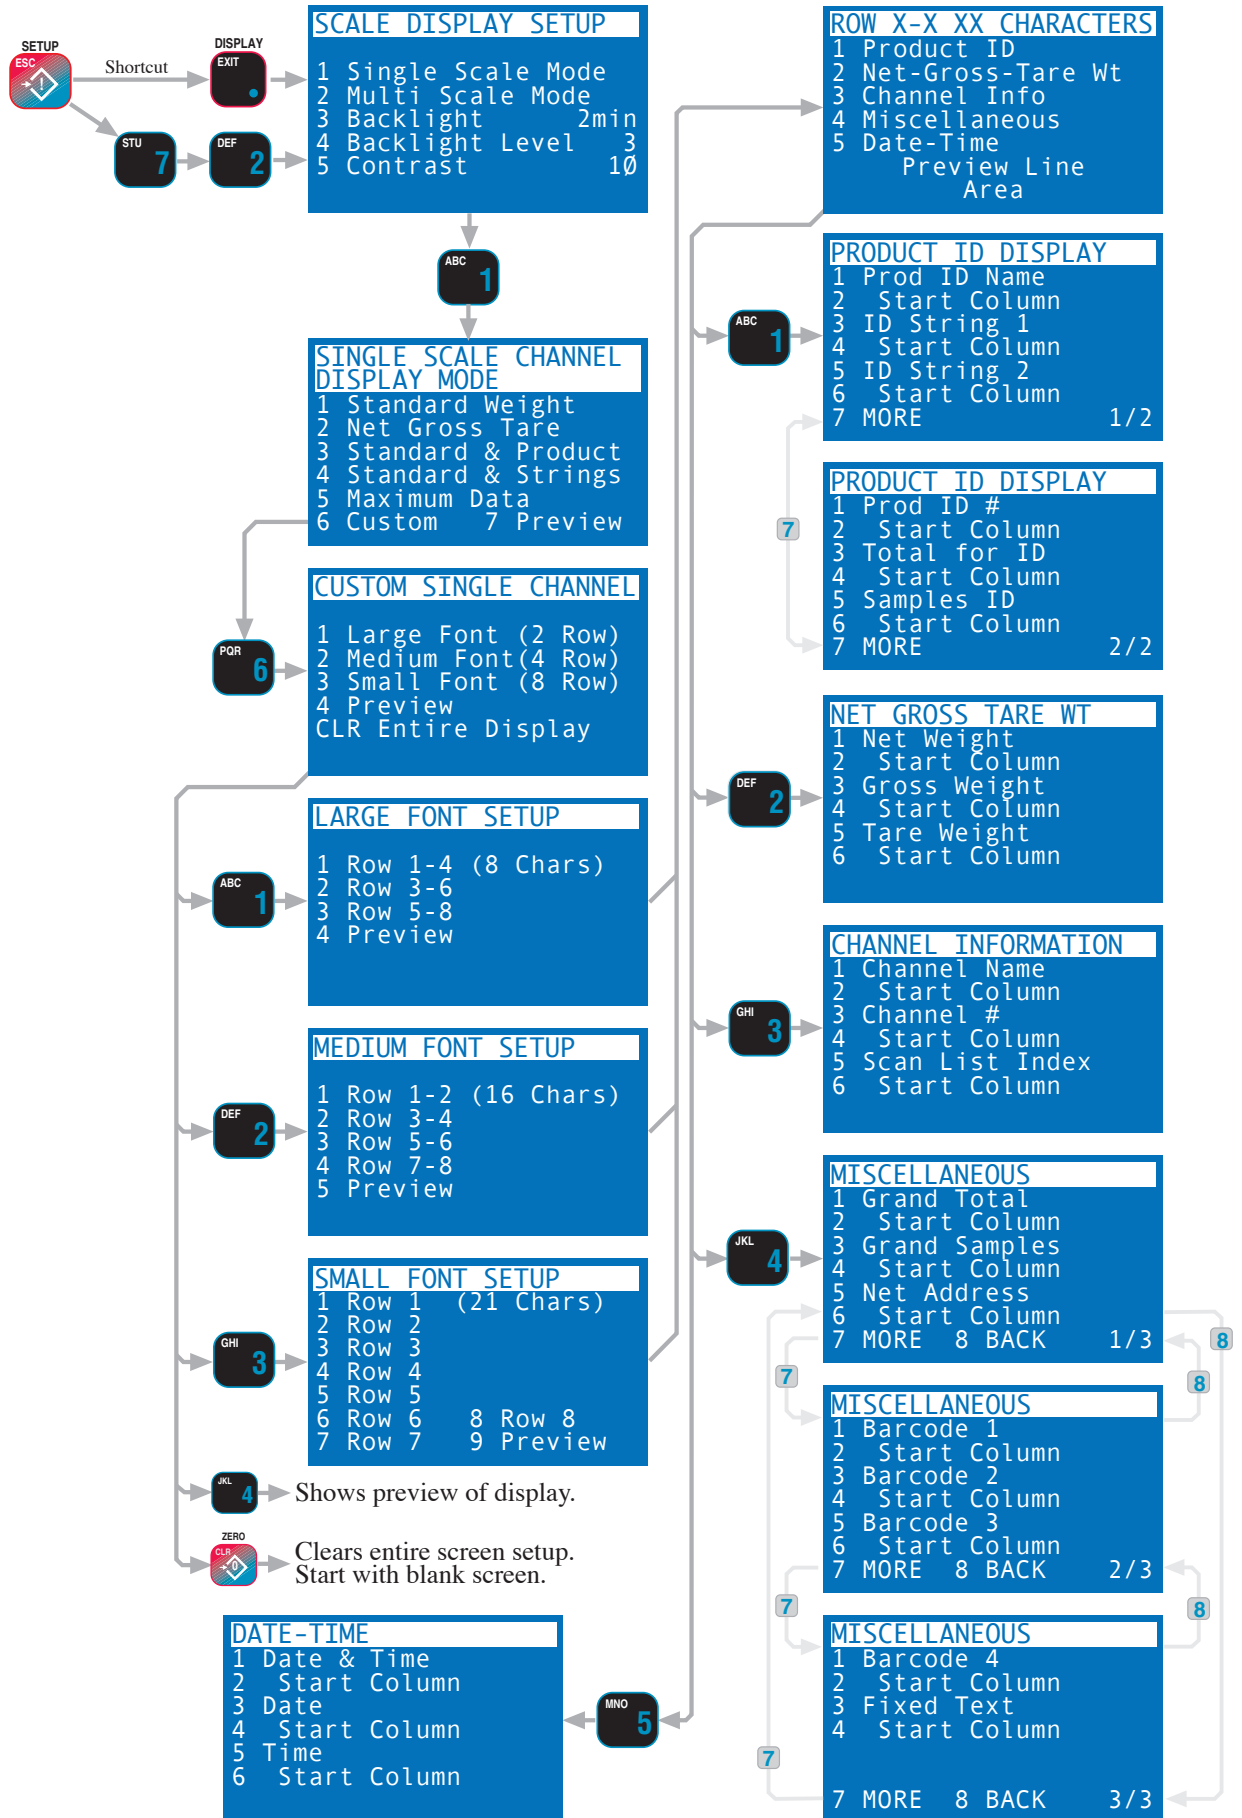 SETUP
ESC
Shortcut
DISPLAY
EXIT
STU 7
DEF 2
SCALE DISPLAY SETUP
1 Single Scale Mode
2 Multi Scale Mode
3 Backlight 2min
4 Backlight Level 3
5 Contrast 10
ABC 1
SINGLE SCALE CHANNEL
DISPLAY MODE
1 Standard Weight
2 Net Gross Tare
3 Standard & Product
4 Standard & Strings
5 Maximum Data
6 Custom 7 Preview
PQR 6
CUSTOM SINGLE CHANNEL
1 Large Font (2 Row)
2 Medium Font(4 Row)
3 Small Font (8 Row)
4 Preview
CLR Entire Display
ABC 1
LARGE FONT SETUP
1 Row 1-4 (8 Chars)
2 Row 3-6
3 Row 5-8
4 Preview
DEF 2
MEDIUM FONT SETUP
1 Row 1-2 (16 Chars)
2 Row 3-4
3 Row 5-6
4 Row 7-8
5 Preview
GHI 3
SMALL FONT SETUP
1 Row 1 (21 Chars)
2 Row 2
3 Row 3
4 Row 4
5 Row 5
6 Row 6 8 Row 8
7 Row 7 9 Preview
JKL 4
Shows preview of display.
ZERO
CLR
0
Clears entire screen setup.
Start with blank screen.
ROW X-X XX CHARACTERS
1 Product ID
2 Net-Gross-Tare Wt
3 Channel Info
4 Miscellaneous
5 Date-Time
Preview Line
Area
ABC 1
PRODUCT ID DISPLAY
1 Prod ID Name
2 Start Column
3 ID String 1
4 Start Column
5 ID String 2
6 Start Column
7 MORE 1/2
7
PRODUCT ID DISPLAY
1 Prod ID #
2 Start Column
3 Total for ID
4 Start Column
5 Samples ID
6 Start Column
7 MORE 2/2
DEF 2
NET GROSS TARE WT
1 Net Weight
2 Start Column
3 Gross Weight
4 Start Column
5 Tare Weight
6 Start Column
GHI 3
CHANNEL INFORMATION
1 Channel Name
2 Start Column
3 Channel #
4 Start Column
5 Scan List Index
6 Start Column
JKL 4
MISCELLANEOUS
1 Grand Total
2 Start Column
3 Grand Samples
4 Start Column
5 Net Address
6 Start Column
7 MORE 8 BACK 1/3
8
7
8
MISCELLANEOUS
1 Barcode 1
2 Start Column
3 Barcode 2
4 Start Column
5 Barcode 3
6 Start Column
7 MORE 8 BACK 2/3
7
8
MISCELLANEOUS
1 Barcode 4
2 Start Column
3 Fixed Text
4 Start Column
7 MORE 8 BACK 3/3
7
MNO 5
DATE-TIME
1 Date & Time
2 Start Column
3 Date
4 Start Column
5 Time
6 Start Column